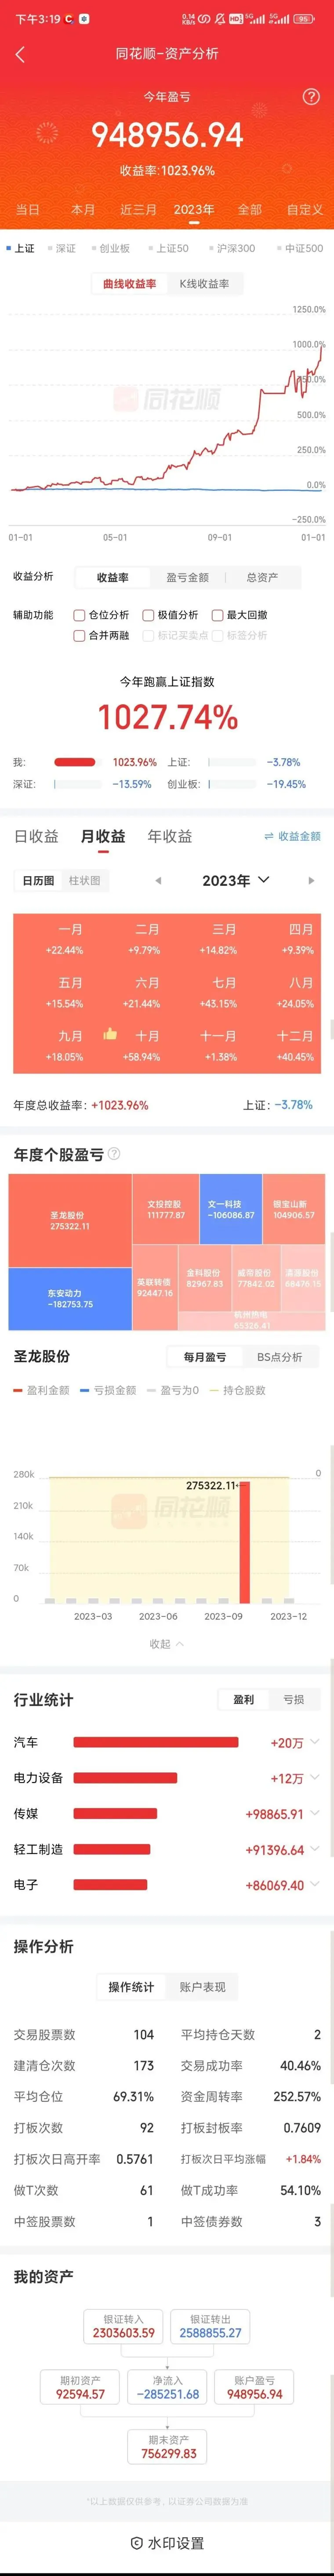 下午3:19
0.14 KB/s
HD2 5G 5G 95
同花顺-资产分析
今年盈亏
948956.94
收益率:1023.96%
当日 本月 近三月 2023年 全部 自定义
上证 深证 创业板 上证50 沪深300 中证500
曲线收益率 K线收益率
1250.0%
1000.0%
750.0%
500.0%
250.0%
0.0%
-250.0%
同花顺
01-01 05-01 09-01 01-01
收益分析 收益率 盈亏金额 总资产
辅助功能 仓位分析 极值分析 最大回撤
合并两融 标记买卖点 标签分析
今年跑赢上证指数
1027.74%
我: 1023.96% 上证: -3.78%
深证: -13.59% 创业板: -19.45%
日收益 月收益 年收益 收益金额
日历图 柱状图 2023年
一月 二月 三月 四月
+22.44% +9.79% +14.82% +9.39%
五月 六月 七月 八月
+15.54% +21.44% +43.15% +24.05%
九月 十月 十一月 十二月
+18.05% +58.94% +1.38% +40.45%
年度总收益率: +1023.96% 上证: -3.78%
年度个股盈亏
圣龙股份
275322.11
文投控股
111777.87
文一科技
-106086.87
银宝山新
104906.57
东安动力
-182753.75
英联转债
92447.16
金科股份
82967.83
威帝股份
77842.02
68476.15
杭州热电
65326.41
圣龙股份 每月盈亏 BS点分析
盈利金额 亏损金额 盈亏为0 持仓股数
280k 0
275322.11
210k
140k
70k
0
同花顺
2023-03 2023-06 2023-09 2023-12
收起
行业统计 盈利 亏损
汽车 +20万
电力设备 +12万
传媒 +98865.91
轻工制造 +91396.64
电子 +86069.40
操作分析
操作统计 账户表现
交易股票数 104 平均持仓天数 2
建清仓次数 173 交易成功率 40.46%
平均仓位 69.31% 资金周转率 252.57%
打板次数 92 打板封板率 0.7609
打板次日高开率 0.5761 打板次日平均涨幅 +1.84%
做T次数 61 做T成功率 54.10%
中签股票数 1 中签债券数 3
我的资产
银证转入 银证转出
2303603.59 2588855.27
期初资产 净流入 账户盈亏
92594.57 -285251.68 948956.94
期末资产
756299.83
*以上数据仅供参考，以证券公司数据为准
水印设置